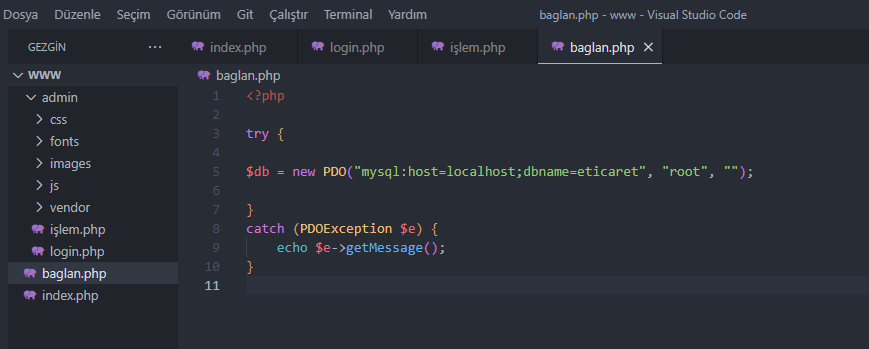 Dosya Düzenleme Seçim Görünüm Git Çalıştır Terminal Yardım baglan.php - www - Visual Studio Code
GEZGİN ···
index.php login.php işlem.php baglan.php
WWW
admin
css
fonts
images
js
vendor
işlem.php
login.php
baglan.php
index.php
baglan.php
1 <?php
2
3 try {
4
5 $db = new PDO("mysql:host=localhost;dbname=eticaret", "root", "");
6
7 }
8 catch (PDOException $e) {
9 echo $e->getMessage();
10 }
11